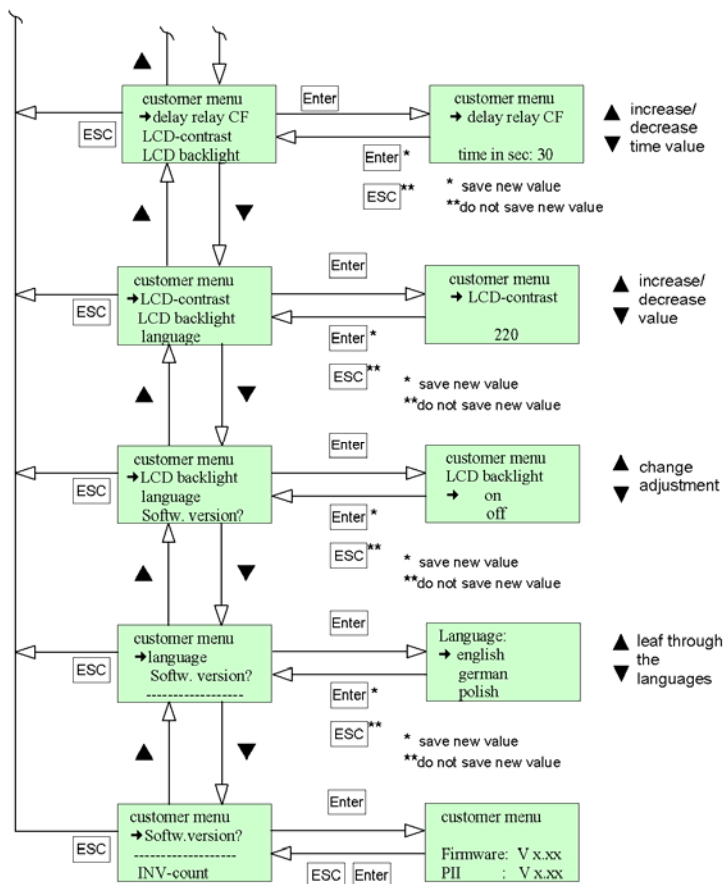 customer menu
➔delay relay CF
LCD-contrast
LCD backlight
Enter
customer menu
➔ delay relay CF
time in sec: 30
▲ increase/
decrease
▼ time value
ESC
Enter *
ESC **
* save new value
**do not save new value
customer menu
➔LCD-contrast
LCD backlight
language
Enter
customer menu
➔ LCD-contrast
220
▲ increase/
decrease
▼ value
ESC
Enter *
ESC **
* save new value
**do not save new value
customer menu
➔LCD backlight
language
Softw. version?
Enter
customer menu
LCD backlight
➔ on
off
▲ change
▼ adjustment
ESC
Enter *
ESC **
* save new value
**do not save new value
customer menu
➔language
Softw. version?
------------------
Enter
Language:
➔ english
german
polish
▲ leaf through
the
▼ languages
ESC
Enter *
ESC **
* save new value
**do not save new value
customer menu
➔Softw.version?
------------------
INV-count
Enter
customer menu
Firmware: V x.xx
PII : V x.xx
ESC
ESC Enter